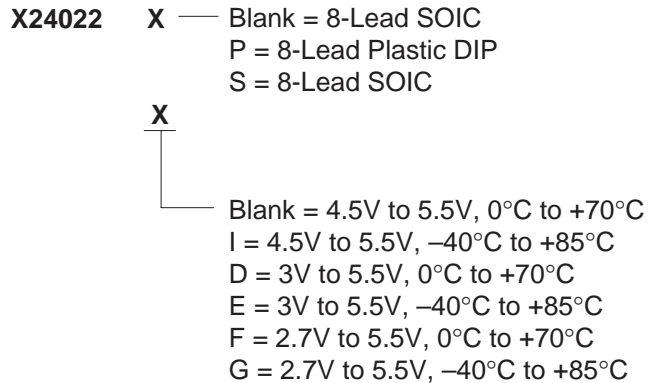 X24022 X Blank = 8-Lead SOIC
P = 8-Lead Plastic DIP
S = 8-Lead SOIC
X
Blank = 4.5V to 5.5V, 0°C to +70°C
I = 4.5V to 5.5V, –40°C to +85°C
D = 3V to 5.5V, 0°C to +70°C
E = 3V to 5.5V, –40°C to +85°C
F = 2.7V to 5.5V, 0°C to +70°C
G = 2.7V to 5.5V, –40°C to +85°C